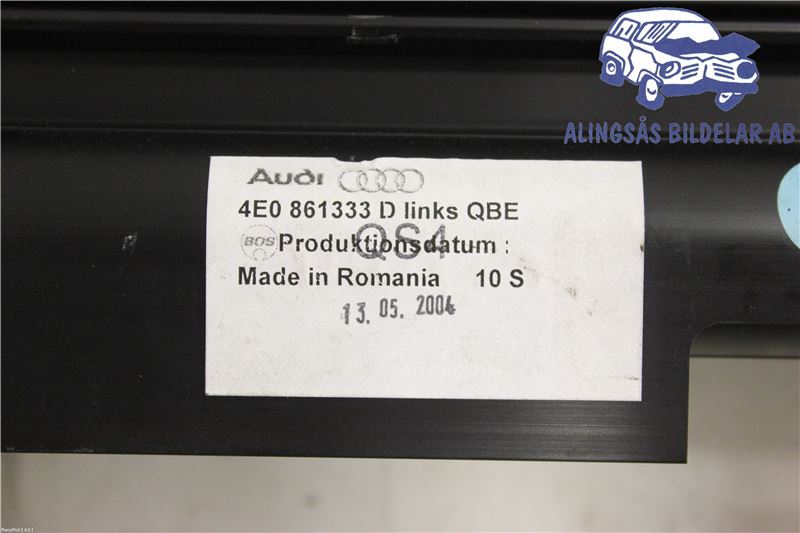 ALINGSÅS BILDELAR AB
Audi
4E0 861333 D links QBE
BOS Produktionsdatum :
QS4
Made in Romania 10 S
13. 05. 2004